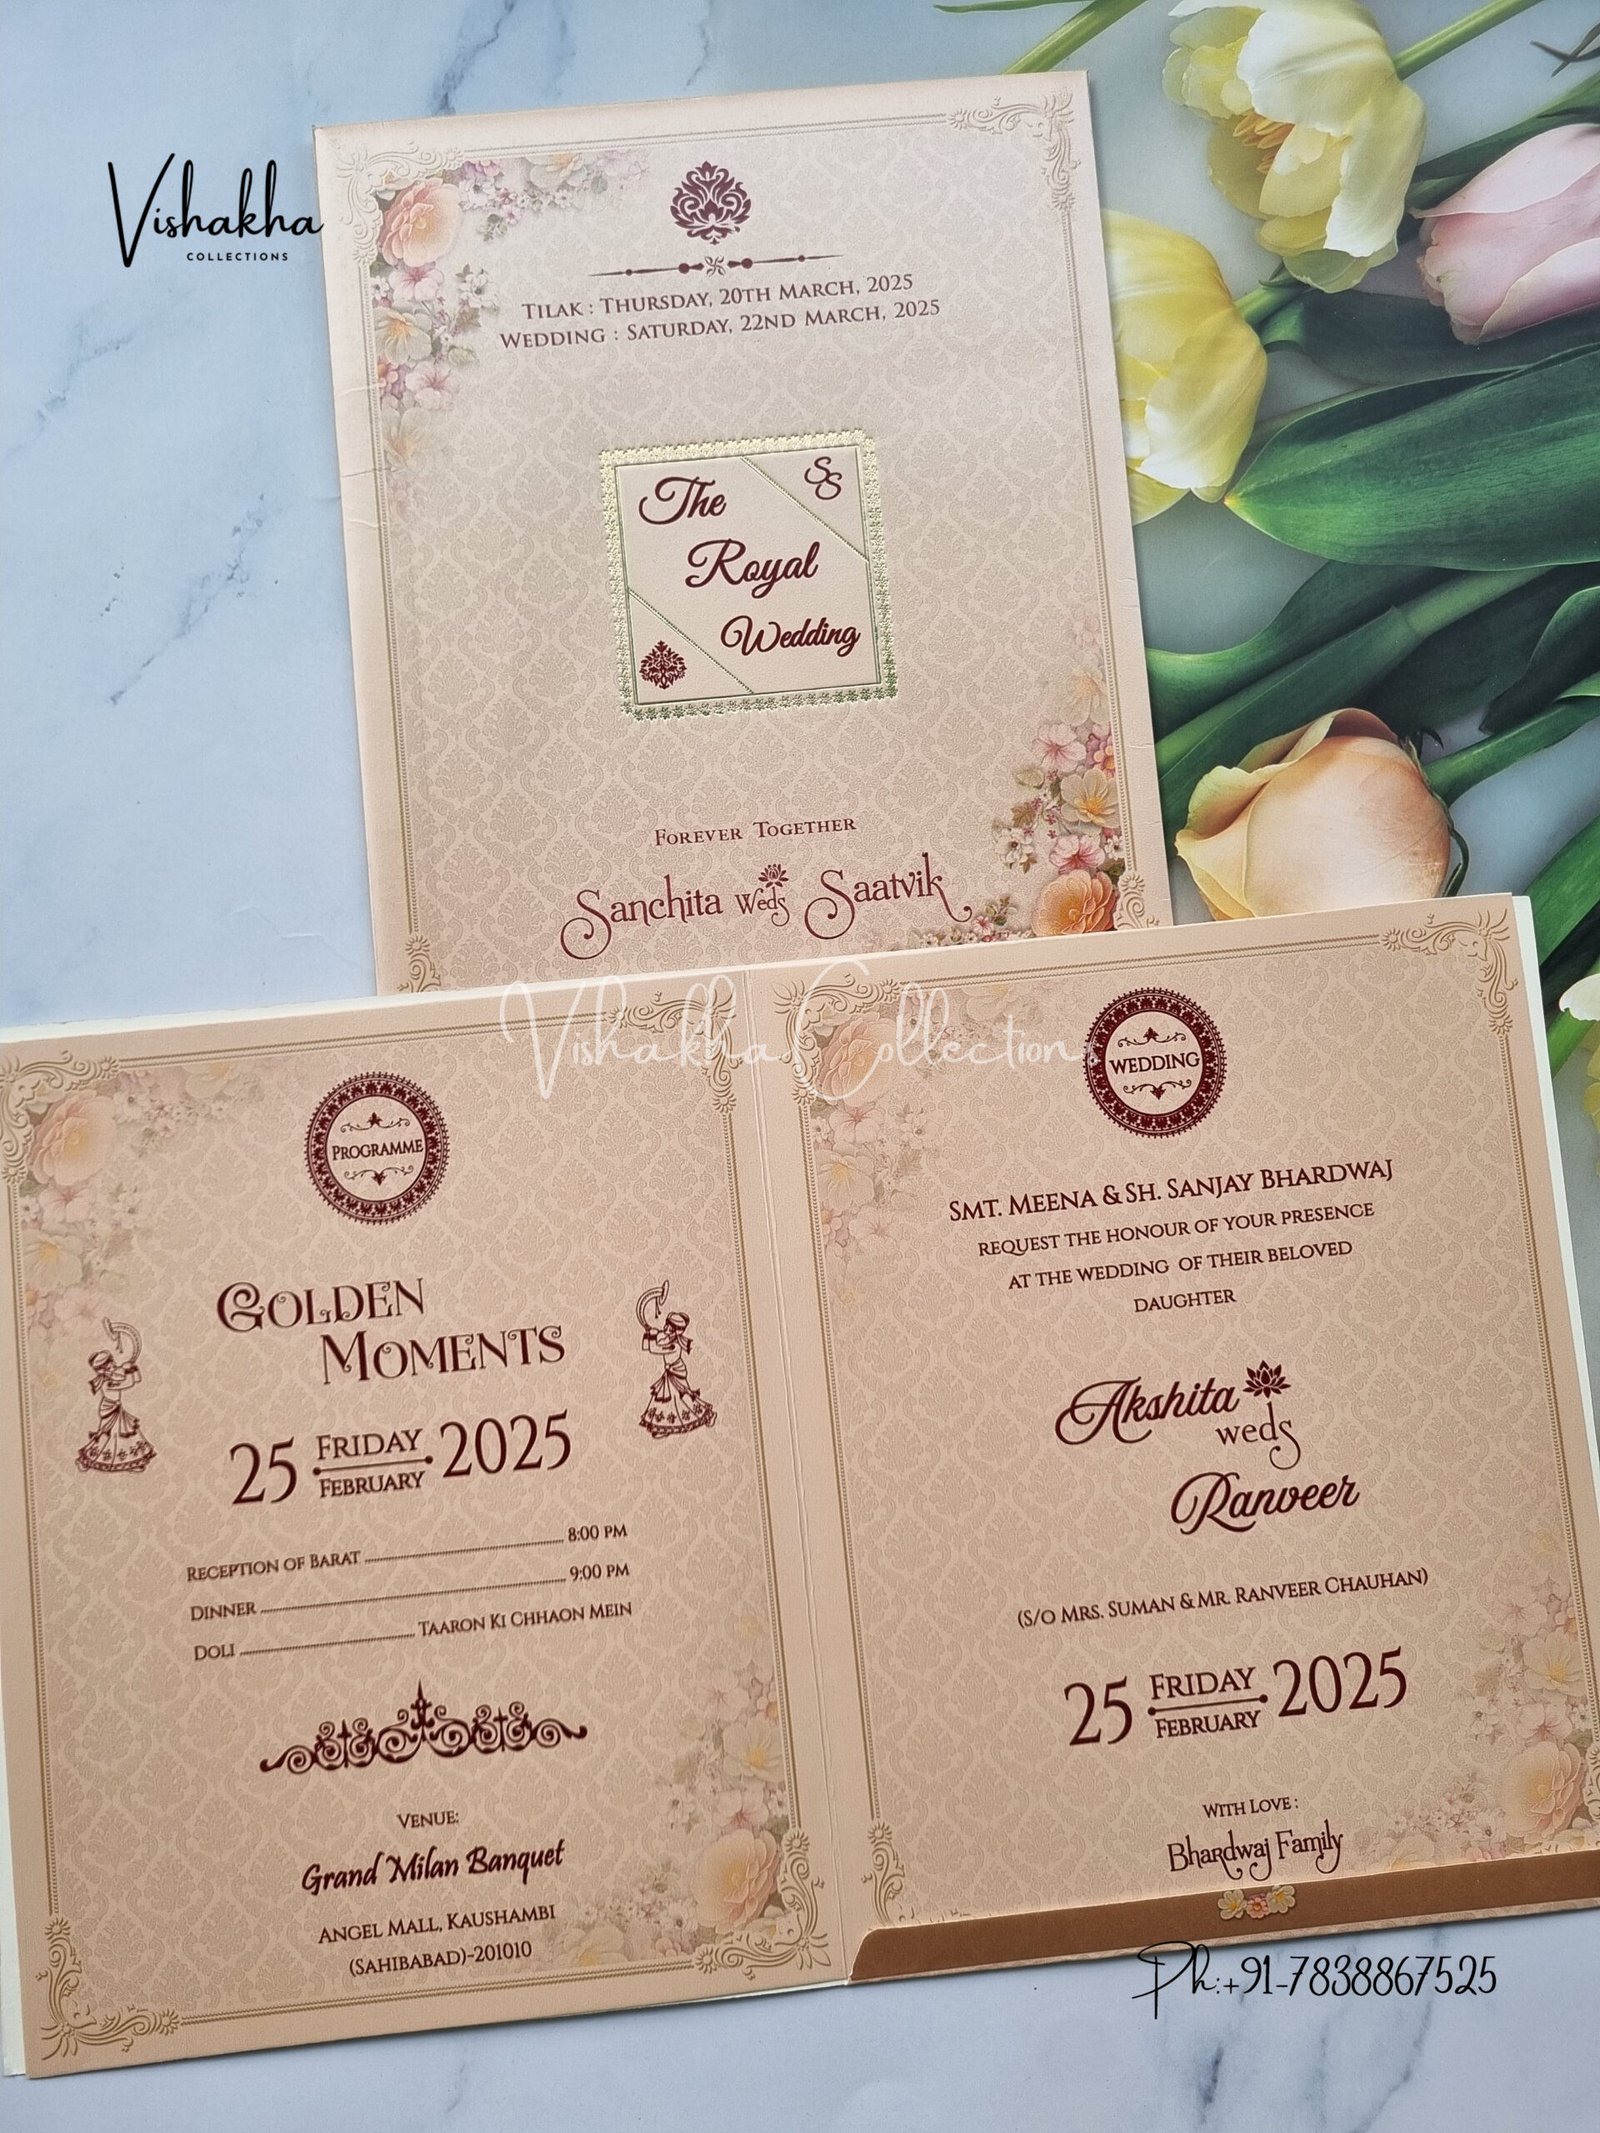 Vishakha
COLLECTIONS
TILAK : THURSDAY, 20TH MARCH, 2025
WEDDING : SATURDAY, 22ND MARCH, 2025
The
Royal
Wedding
SS
FOREVER TOGETHER
Sanchita Weds Saatvik
Vishakha Collections
PROGRAMME
GOLDEN
MOMENTS
25 FRIDAY FEBRUARY 2025
RECEPTION OF BARAT 8:00 PM
DINNER 9:00 PM
DOLI TAARON KI CHHAON MEIN
VENUE:
Grand Milan Banquet
ANGEL MALL, KAUSHAMBI
(SAHIBABAD)-201010
WEDDING
SMT. MEENA & SH. SANJAY BHARDWAJ
REQUEST THE HONOUR OF YOUR PRESENCE
AT THE WEDDING OF THEIR BELOVED
DAUGHTER
Akshita
weds
Ranveer
(S/O MRS. SUMAN & MR. RANVEER CHAUHAN)
25 FRIDAY FEBRUARY 2025
WITH LOVE :
Bhardwaj Family
Ph:+91-7838867525